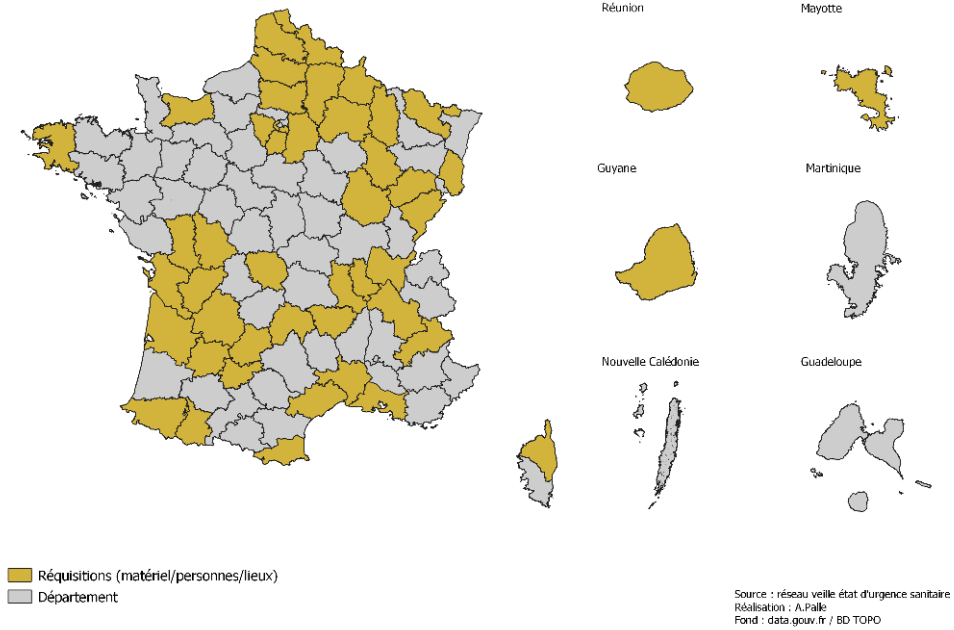 Réunion
Mayotte
Guyane
Martinique
Nouvelle Calédonie
Guadeloupe
Réquisitions (matériel/personnes/lieux)
Département
Source : réseau veille état d'urgence sanitaire
Réalisation : A.Palle
Fond : data.gouv.fr / BD TOPO